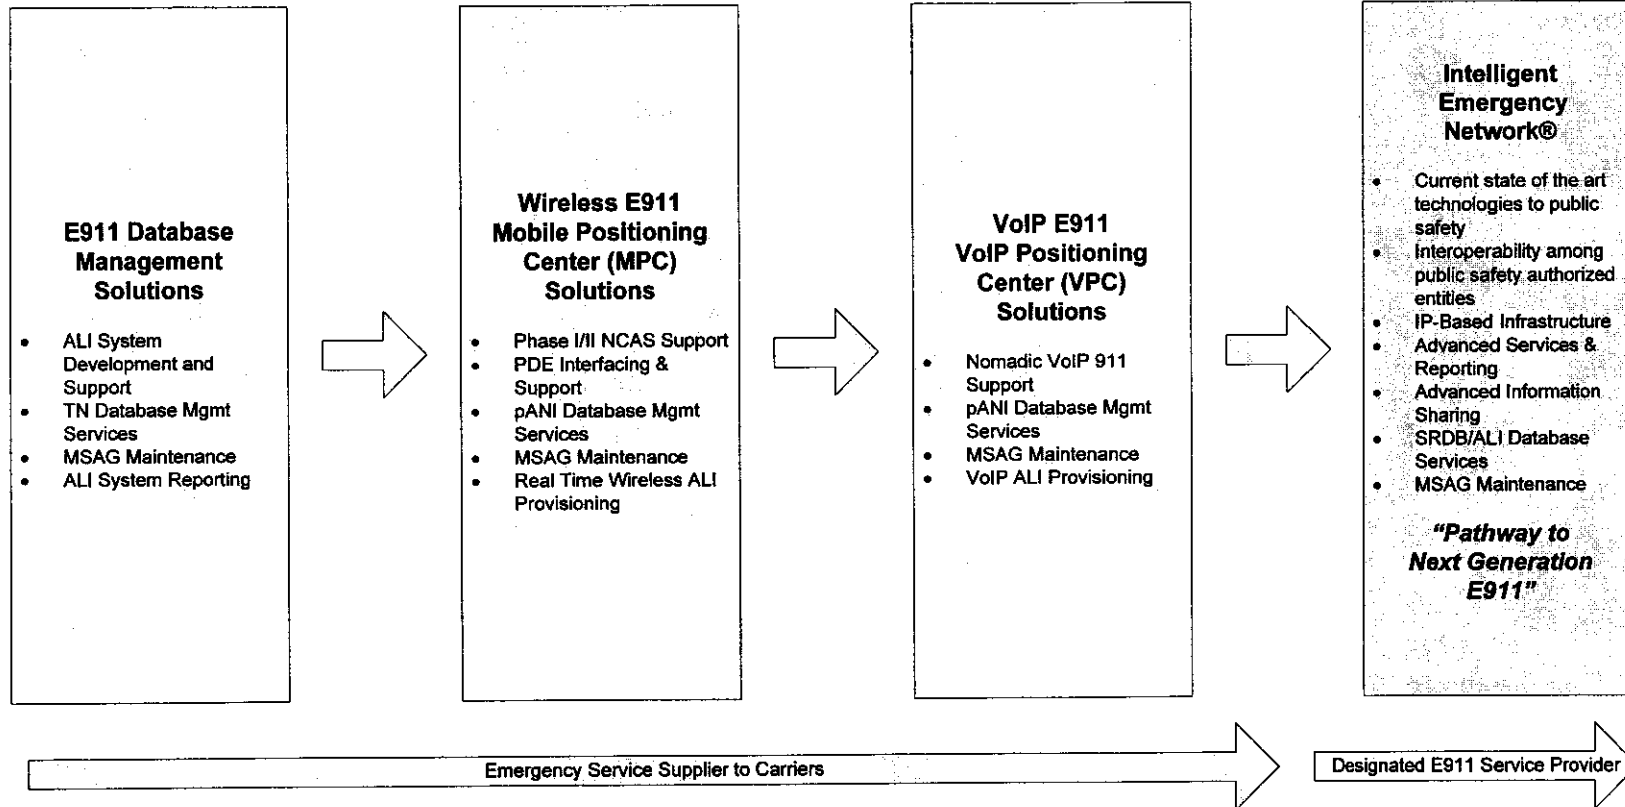 E911 Database
Management
Solutions
• ALI System
Development and
Support
• TN Database Mgmt
Services
• MSAG Maintenance
• ALI System Reporting
Wireless E911
Mobile Positioning
Center (MPC)
Solutions
• Phase I/II NCAS Support
• PDE Interfacing &
Support
• pANI Database Mgmt
Services
• MSAG Maintenance
• Real Time Wireless ALI
Provisioning
VoIP E911
VoIP Positioning
Center (VPC)
Solutions
• Nomadic VoIP 911
Support
• pANI Database Mgmt
Services
• MSAG Maintenance
• VoIP ALI Provisioning
Intelligent
Emergency
Network®
• Current state of the art
technologies to public
safety
• Interoperability among
public safety authorized
entities
• IP-Based Infrastructure
• Advanced Services &
Reporting
• Advanced Information
Sharing
• SRDB/ALI Database
Services
• MSAG Maintenance
"Pathway to
Next Generation
E911"
Emergency Service Supplier to Carriers
Designated E911 Service Provider